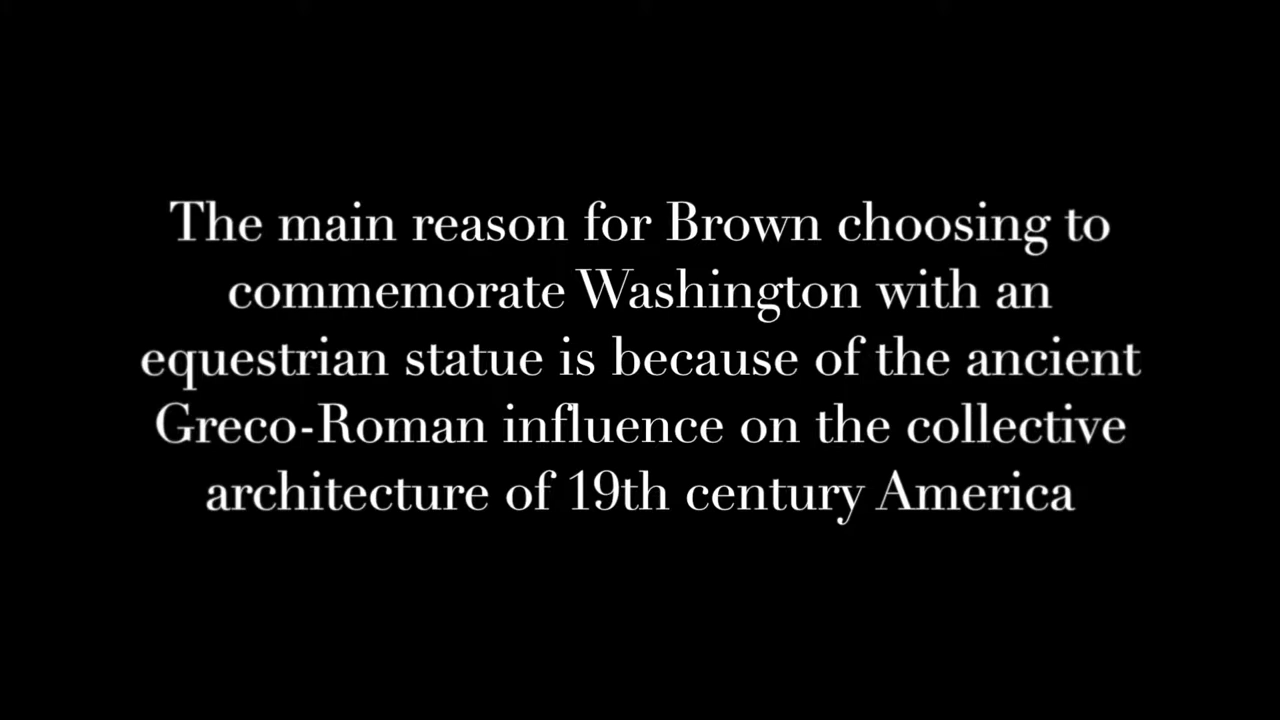 The main reason for Brown choosing to
commemorate Washington with an
equestrian statue is because of the ancient
Greco-Roman influence on the collective
architecture of 19th century America